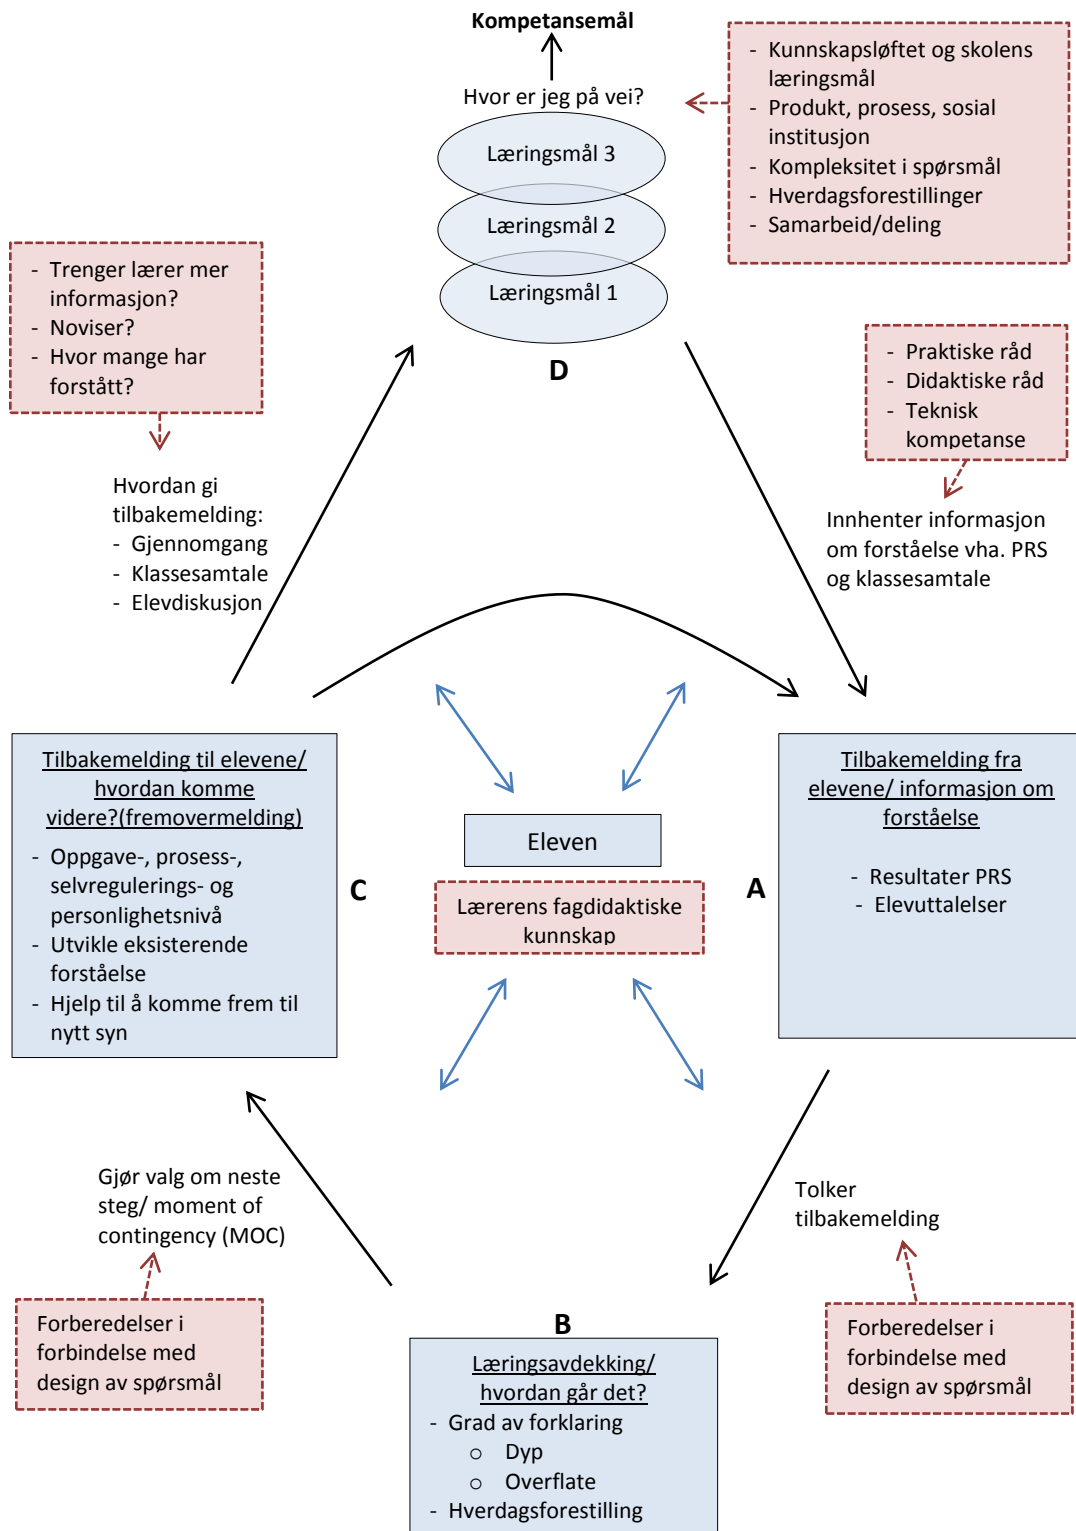 Kompetansemål
Hvor er jeg på vei?
Læringsmål 3
Læringsmål 2
Læringsmål 1
D
- Kunnskapsløftet og skolens
læringsmål
- Produkt, prosess, sosial
institusjon
- Kompleksitet i spørsmål
- Hverdagsforestillinger
- Samarbeid/deling
- Trenger lærer mer
informasjon?
- Noviser?
- Hvor mange har
forstått?
- Praktiske råd
- Didaktiske råd
- Teknisk
kompetanse
Hvordan gi
tilbakemelding:
- Gjennomgang
- Klassesamtale
- Elevdiskusjon
Innhenter informasjon
om forståelse vha. PRS
og klassesamtale
Tilbakemelding til elevene/
hvordan komme
videre?(fremovermelding)
- Oppgave-, prosess-,
selvregulerings- og
personlighetsnivå
- Utvikle eksisterende
forståelse
- Hjelp til å komme frem til
nytt syn
C
Eleven
Lærerens fagdidaktiske
kunnskap
A
Tilbakemelding fra
elevene/ informasjon om
forståelse
- Resultater PRS
- Elevuttalelser
Gjør valg om neste
steg/ moment of
contingency (MOC)
Tolker
tilbakemelding
Forberedelser i
forbindelse med
design av spørsmål
B
Læringsavdekking/
hvordan går det?
- Grad av forklaring
o Dyp
o Overflate
- Hverdagsforestilling
Forberedelser i
forbindelse med
design av spørsmål